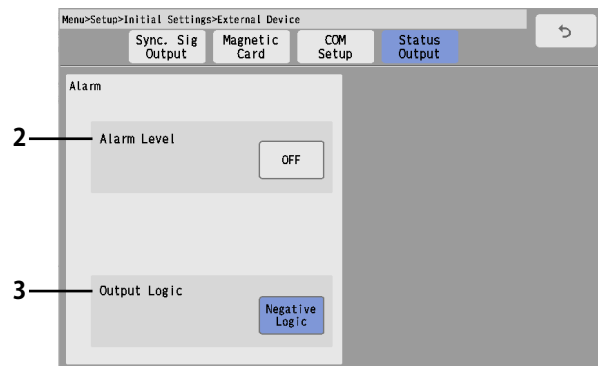 Menu>Setup>Initial Settings>External Device
Sync. Sig
Output
Magnetic
Card
COM
Setup
Status
Output
Alarm
2
Alarm Level
OFF
3
Output Logic
Negative
Logic